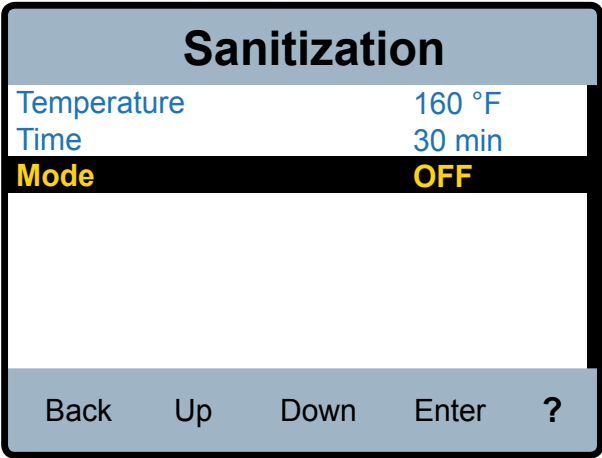 Sanitization
Temperature 160 °F
Time 30 min
Mode OFF
Back Up Down Enter ?